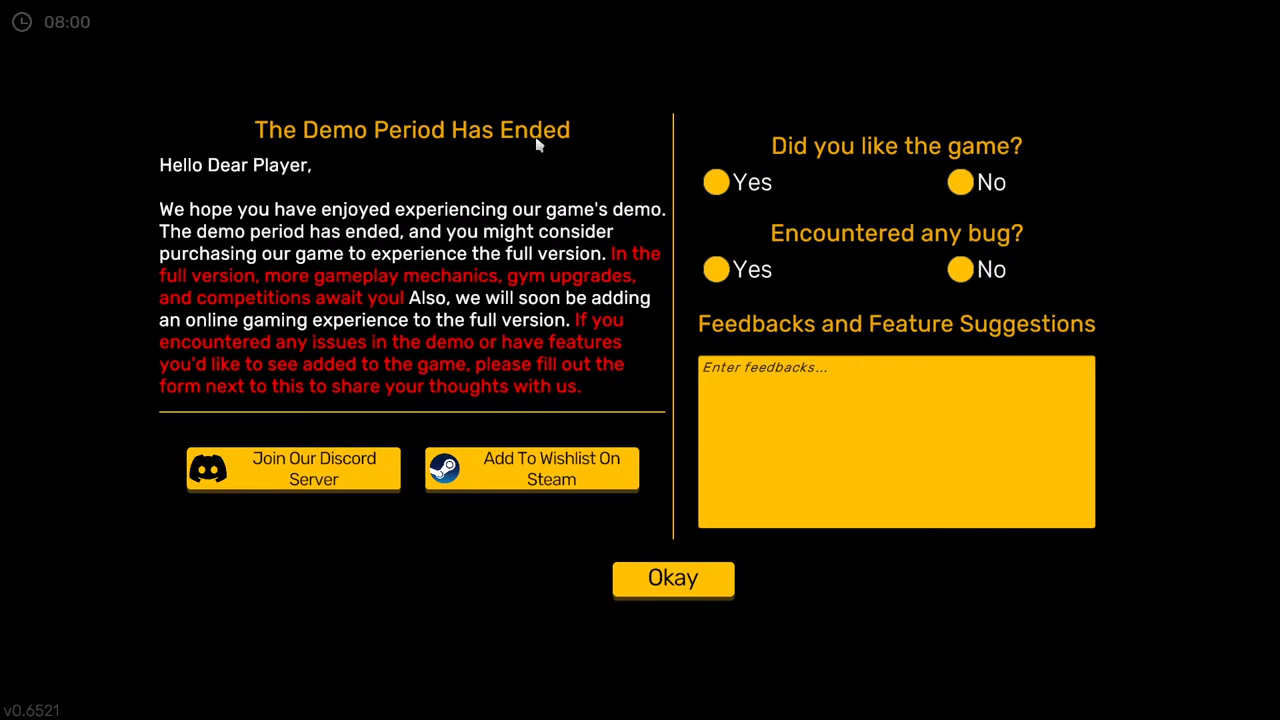 08:00
The Demo Period Has Ended
Hello Dear Player,
We hope you have enjoyed experiencing our game's demo.
The demo period has ended, and you might consider
purchasing our game to experience the full version. In the
full version, more gameplay mechanics, gym upgrades,
and competitions await you! Also, we will soon be adding
an online gaming experience to the full version. If you
encountered any issues in the demo or have features
you'd like to see added to the game, please fill out the
form next to this to share your thoughts with us.
Join Our Discord
Server
Add To Wishlist On
Steam
Did you like the game?
Yes No
Encountered any bug?
Yes No
Feedbacks and Feature Suggestions
Enter feedbacks...
Okay
v0.6521